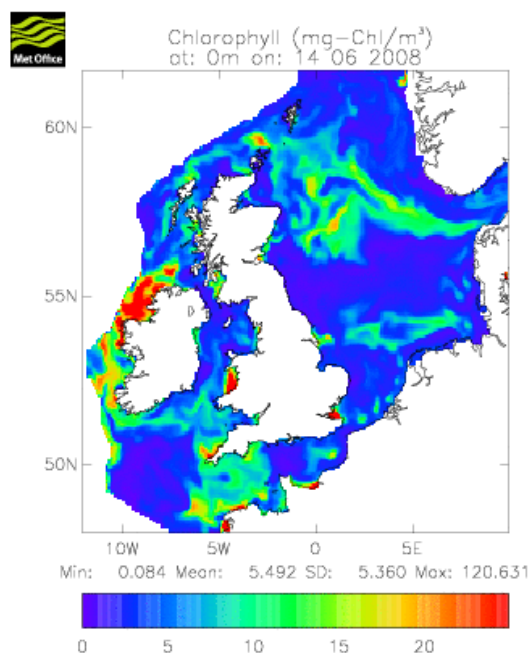 Met Office
Chlorophyll (mg-Chl/m³)
at: 0m on: 14 06 2008
60N
55N
50N
10W 5W 0 5E
Min: 0.084 Mean: 5.492 SD: 5.360 Max: 120.631
0 5 10 15 20